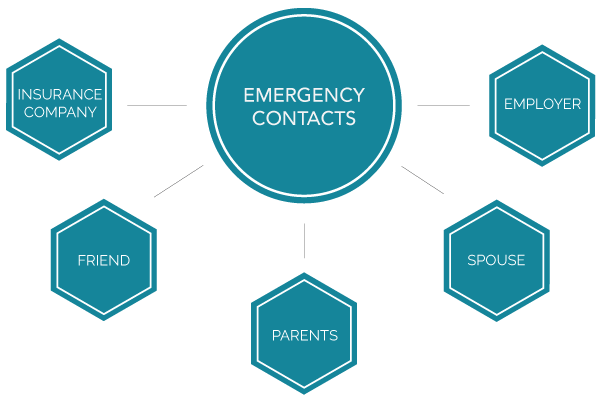 EMERGENCY
CONTACTS
INSURANCE
COMPANY
EMPLOYER
FRIEND
SPOUSE
PARENTS